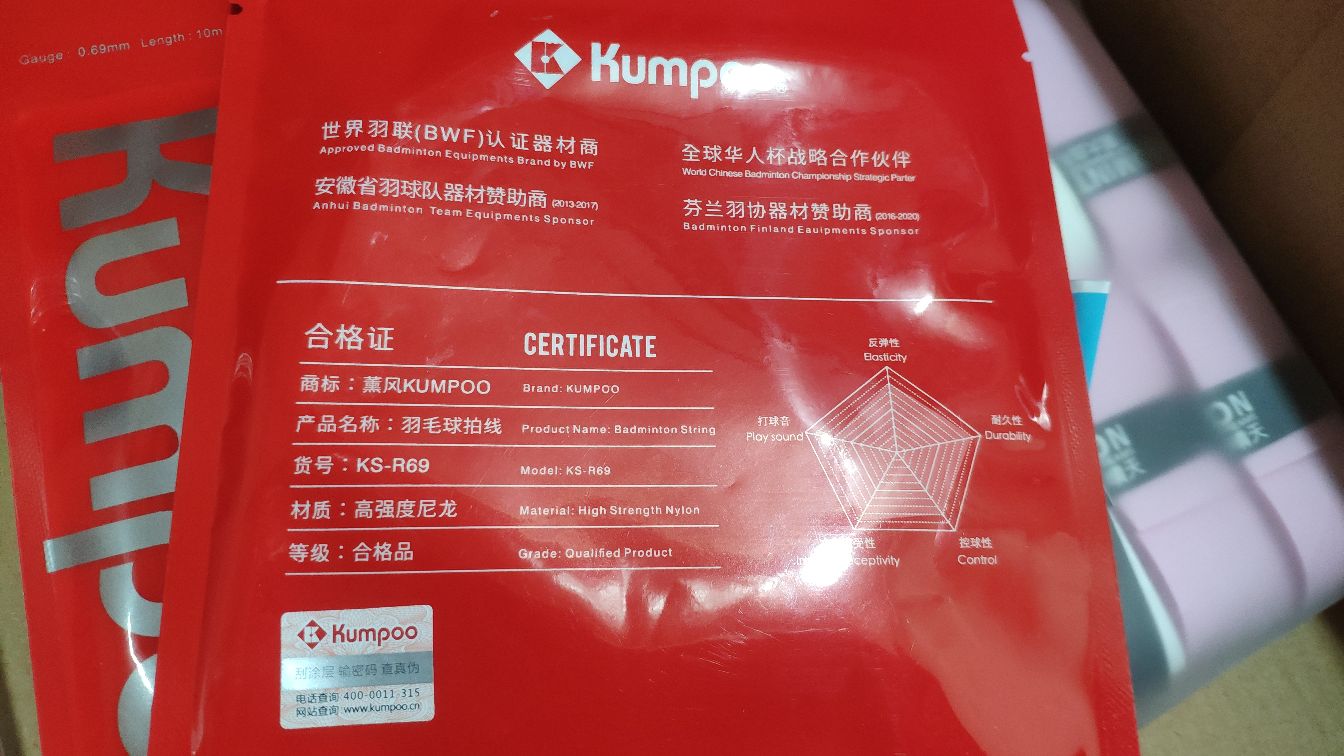 Gauge: 0.69mm Length: 10m
Kumpoo
世界羽联(BWF)认证器材商
Approved Badminton Equipments Brand by BWF
安徽省羽球队器材赞助商 (2013-2017)
Anhui Badminton Team Equipments Sponsor
全球华人杯战略合作伙伴
World Chinese Badminton Championship Strategic Parter
芬兰羽协器材赞助商 (2016-2020)
Badminton Finland Eauipments Sponsor
合格证 CERTIFICATE
商标：薰风KUMPOO Brand: KUMPOO
产品名称：羽毛球拍线 Product Name: Badminton String
货号：KS-R69 Model: KS-R69
材质：高强度尼龙 Material: High Strength Nylon
等级：合格品 Grade: Qualified Product
反弹性
Elasticity
耐久性
Durability
控球性
Control
受性
ceptivity
打球音
Play sound
Kumpoo
刮涂层 输密码 查真伪
电话查询 400-0011-315
网站查询 www.kumpoo.cn
Kumpo